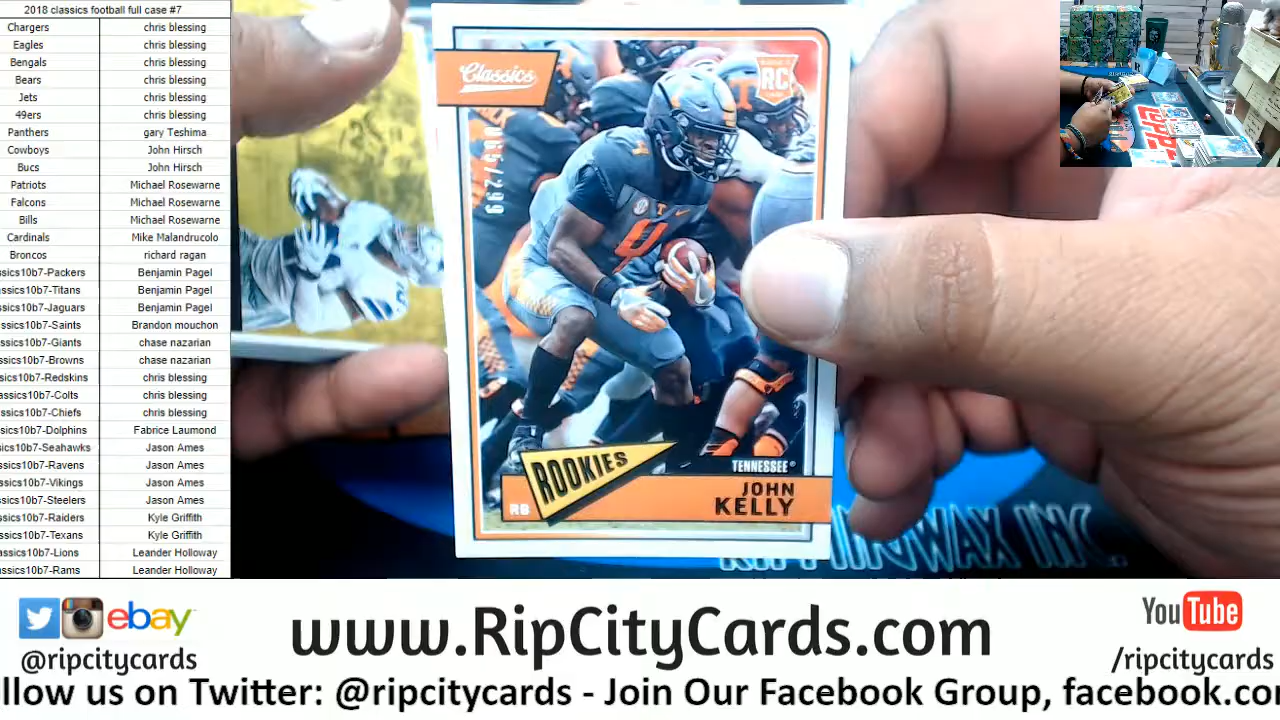 2018 classics football full case #7
Chargers chris blessing
Eagles chris blessing
Bengals chris blessing
Bears chris blessing
Jets chris blessing
49ers chris blessing
Panthers gary Teshima
Cowboys John Hirsch
Bucs John Hirsch
Patriots Michael Rosewarne
Falcons Michael Rosewarne
Bills Michael Rosewarne
Cardinals Mike Malandrucolo
Broncos richard ragan
ssics10b7-Packers Benjamin Pagel
ssics10b7-Titans Benjamin Pagel
ssics10b7-Jaguars Benjamin Pagel
ssics10b7-Saints Brandon mouchon
ssics10b7-Giants chase nazarian
ssics10b7-Browns chase nazarian
sics10b7-Redskins chris blessing
assics10b7-Colts chris blessing
ssics10b7-Chiefs chris blessing
ssics10b7-Dolphins Fabrice Laumond
sics10b7-Seahawks Jason Ames
ssics10b7-Ravens Jason Ames
ssics10b7-Vikings Jason Ames
ssics10b7-Steelers Jason Ames
ssics10b7-Raiders Kyle Griffith
ssics10b7-Texans Kyle Griffith
assics10b7-Lions Leander Holloway
assics10b7-Rams Leander Holloway
Classics
RC
/299
4
T
ROOKIES
TENNESSEE
RB
JOHN
KELLY
WAX INC.
ebay
@ripcitycards
www.RipCityCards.com
YouTube
/ripcitycards
llow us on Twitter: @ripcitycards - Join Our Facebook Group, facebook.co